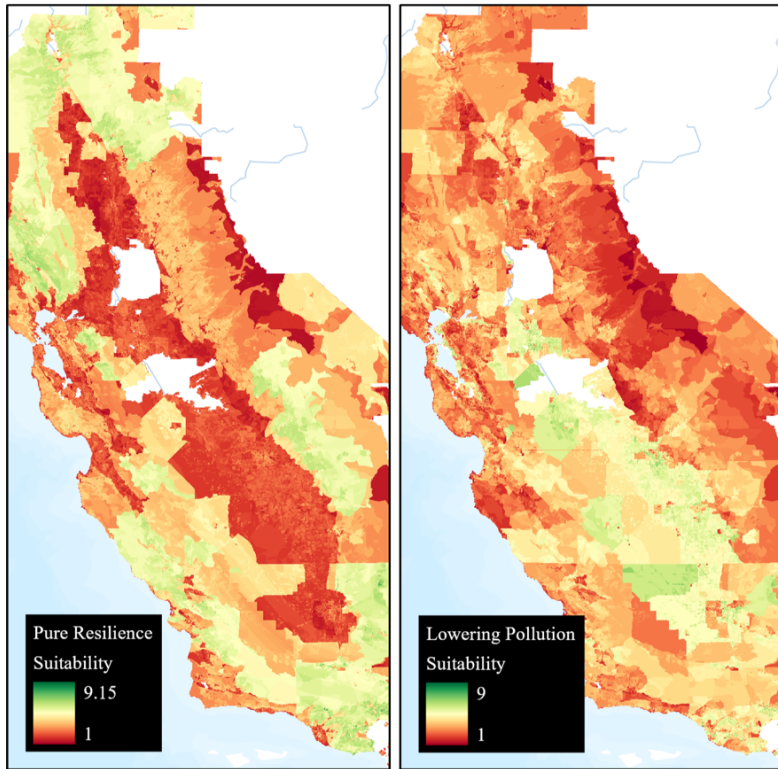 Pure Resilience
Suitability
9.15
1
Lowering Pollution
Suitability
9
1